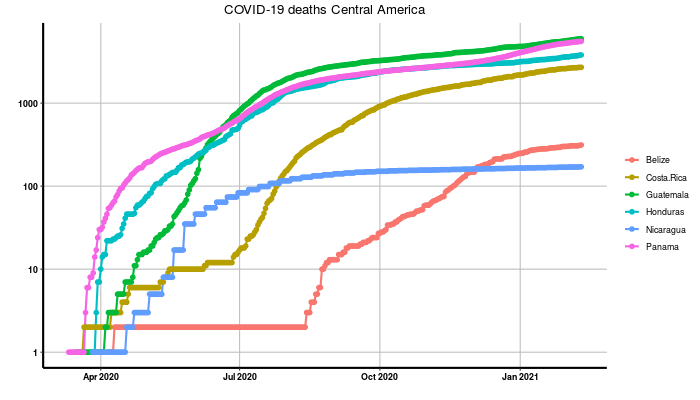 COVID-19 deaths Central America
1000
100
10
1
Apr 2020
Jul 2020
Oct 2020
Jan 2021
Belize
Costa.Rica
Guatemala
Honduras
Nicaragua
Panama